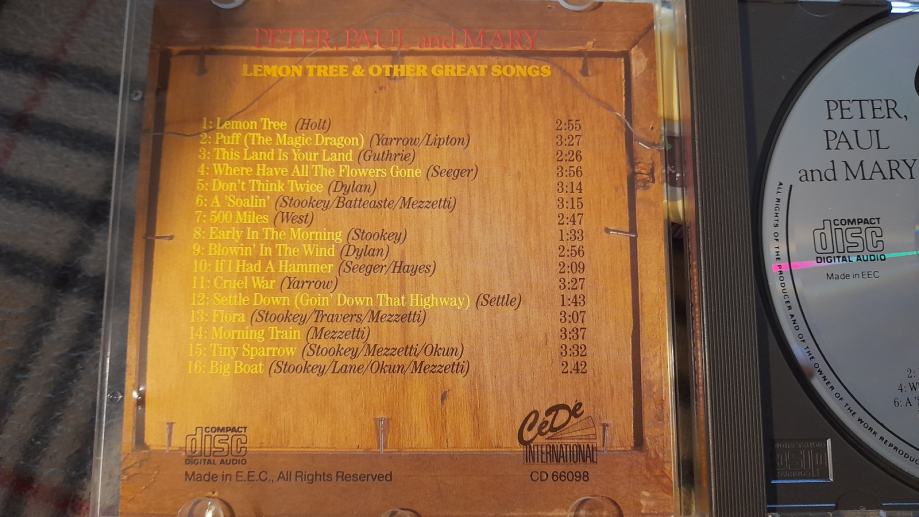 PETER, PAUL and MARY
LEMON TREE & OTHER GREAT SONGS
1: Lemon Tree (Holt) 2:55
2: Puff (The Magic Dragon) (Yarrow/Lipton) 3:27
3: This Land Is Your Land (Guthrie) 2:26
4: Where Have All The Flowers Gone (Seeger) 3:56
5: Don't Think Twice (Dylan) 3:14
6: A 'Soalin' (Stookey/Batteaste/Mezzetti) 3:15
7: 500 Miles (West) 2:47
8: Early In The Morning (Stookey) 1:33
9: Blowin' In The Wind (Dylan) 2:56
10: If I Had A Hammer (Seeger/Hayes) 2:09
11: Cruel War (Yarrow) 3:27
12: Settle Down (Goin' Down That Highway) (Settle) 1:43
13: Flora (Stookey/Travers/Mezzetti) 3:07
14: Morning Train (Mezzetti) 3:37
15: Tiny Sparrow (Stookey/Mezzetti/Okun) 3:32
16: Big Boat (Stookey/Lane/Okun/Mezzetti) 2.42
COMPACT
disc
DIGITAL AUDIO
Made in E.E.C., All Rights Reserved
CeDe
INTERNATIONAL
CD 66098
PETER,
PAUL
and MARY
COMPACT
disc
DIGITAL AUDIO
Made in EEC
ALL RIGHTS OF THE PRODUCER AND OF THE OWNER OF THE WORK REPRODUC
2:
4: W
6: A 'S